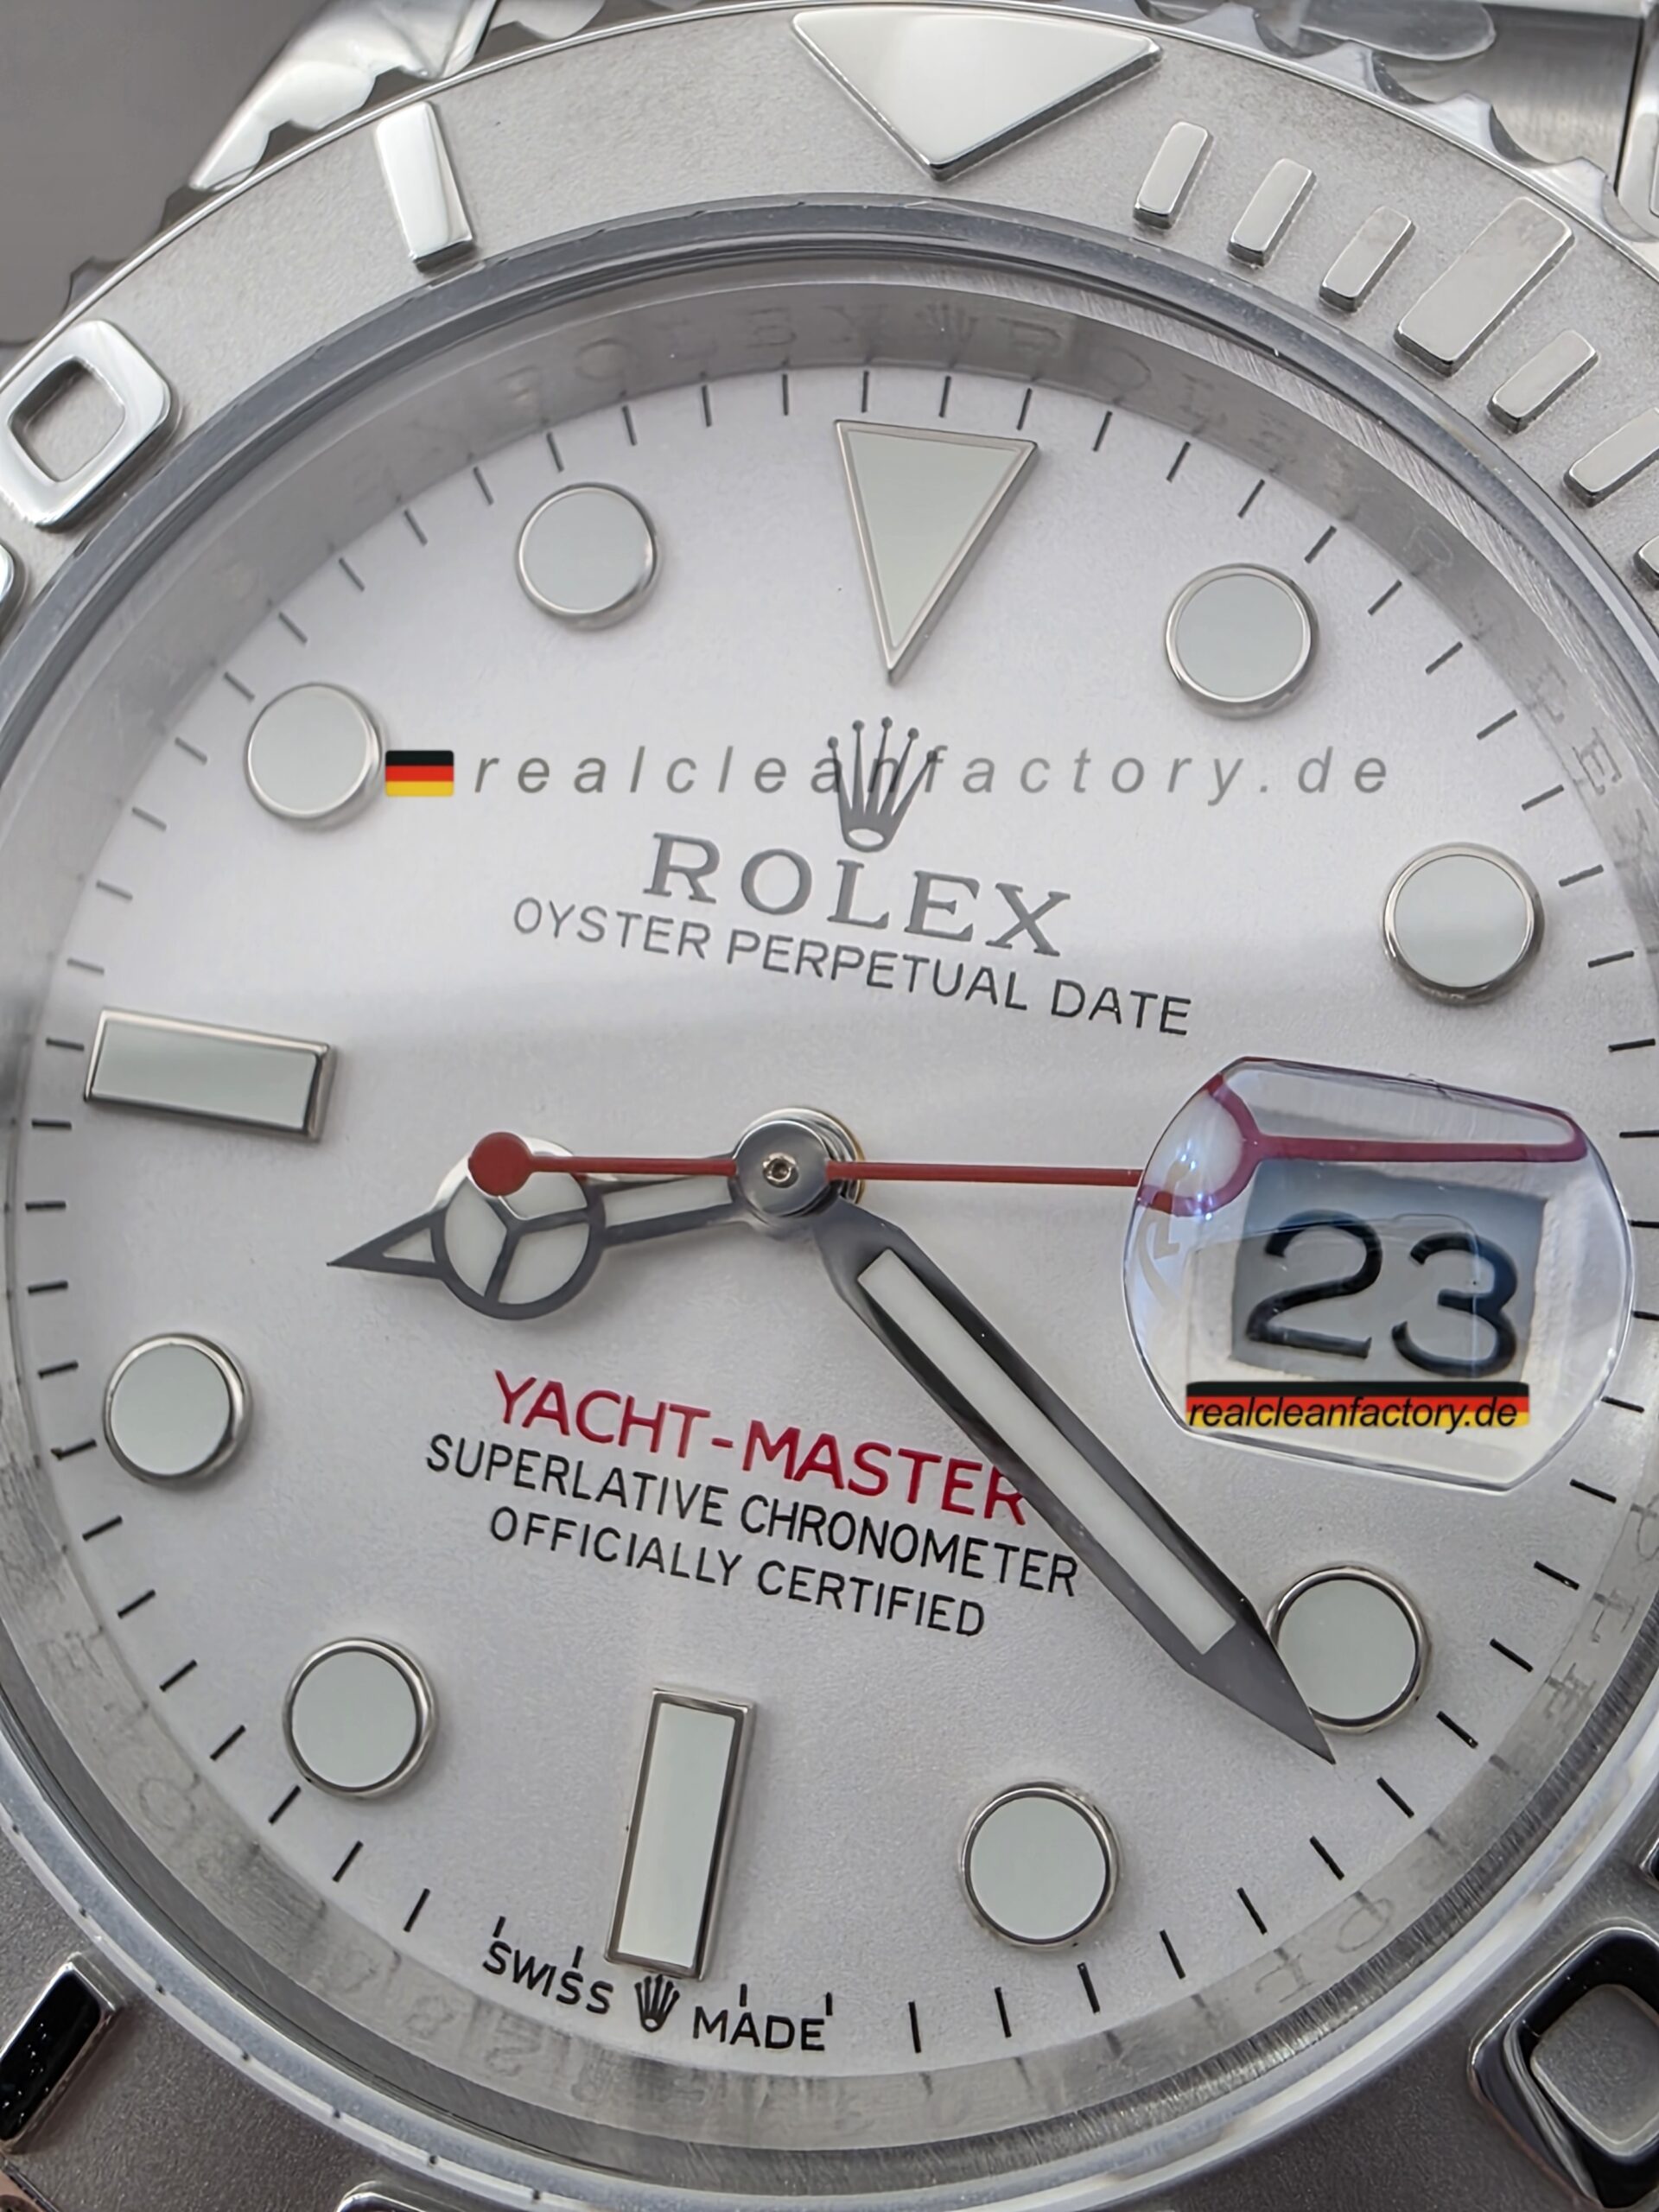 realcleanfactory.de
ROLEX
OYSTER PERPETUAL DATE
23
realcleanfactory.de
YACHT-MASTER
SUPERLATIVE CHRONOMETER
OFFICIALLY CERTIFIED
SWISS MADE